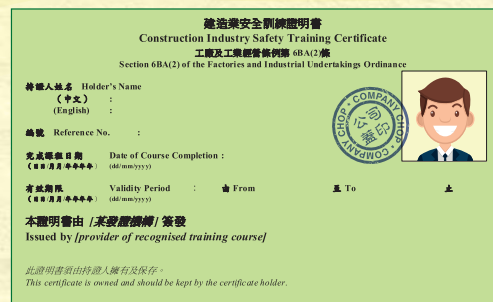 建造業安全訓練證明書
Construction Industry Safety Training Certificate
工廠及工業經營條例第 6BA(2)條
Section 6BA(2) of the Factories and Industrial Undertakings Ordinance
持證人姓名 Holder's Name
（中文） :
(English) :
編號 Reference No. :
完成課程日期 Date of Course Completion :
(日日/月月/年年年年) (dd/mm/yyyy)
有效期限 Validity Period : 由 From 至 To 止
(日日/月月/年年年年) (dd/mm/yyyy)
COMPANY CHOP · COMPANY CHOP ·
公司蓋印
本證明書由 [某發證機構] 簽發
Issued by [provider of recognised training course]
此證明書須由持證人擁有及保存。
This certificate is owned and should be kept by the certificate holder.